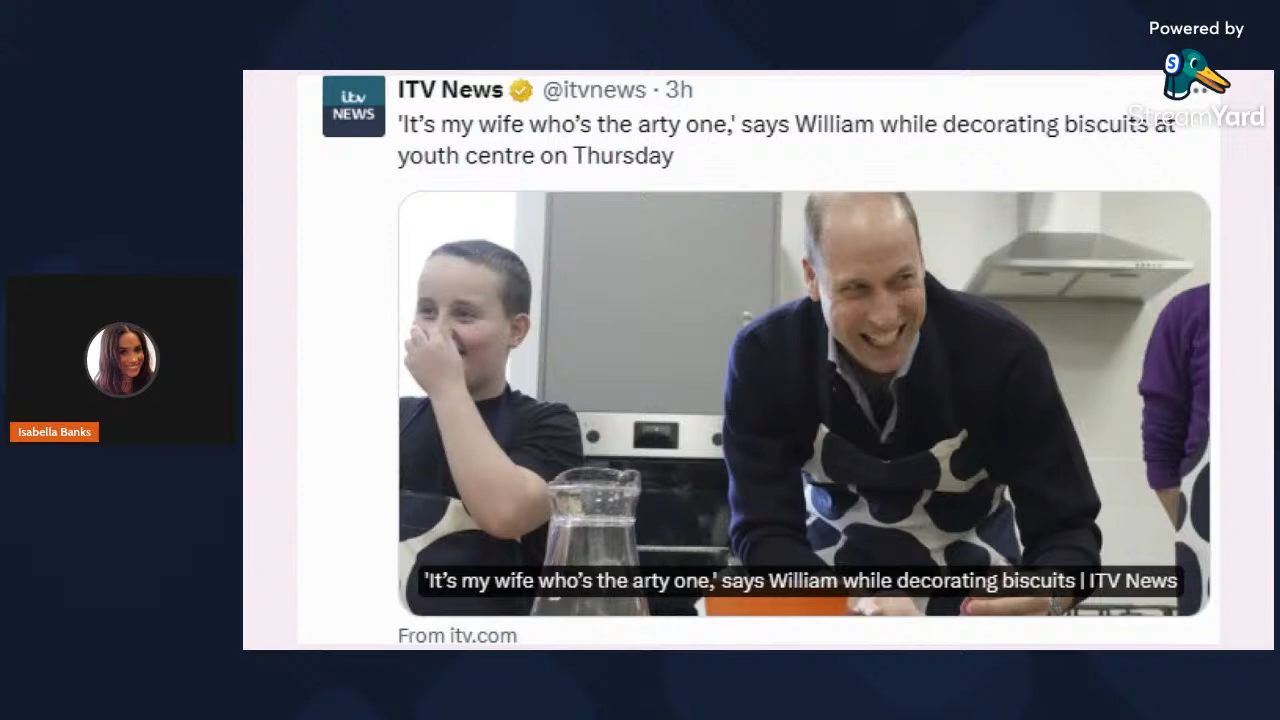 Powered by
StreamYard
itv
NEWS
ITV News @itvnews · 3h
'It's my wife who's the arty one,' says William while decorating biscuits at
youth centre on Thursday
Isabella Banks
'It's my wife who's the arty one,' says William while decorating biscuits | ITV News
From itv.com